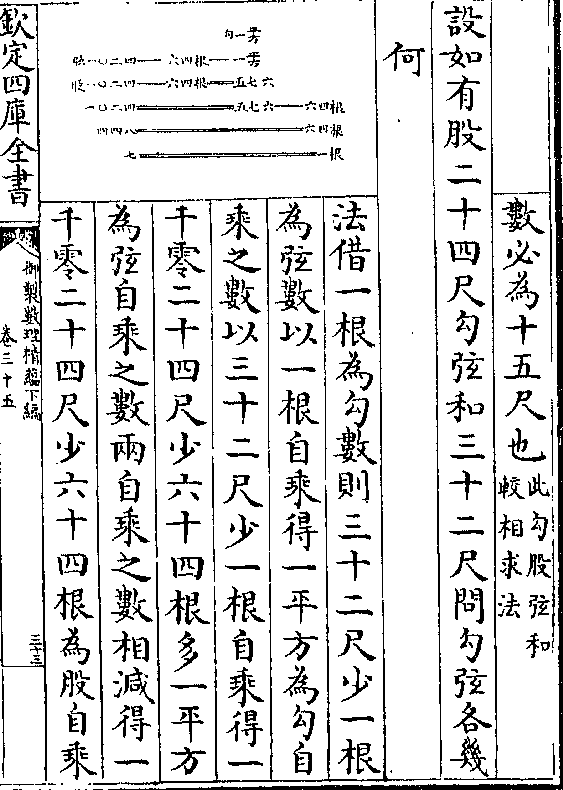 數必為十五尺也此勾股弦和
較相求法
設如有股二十四尺勾弦和三十二尺問勾弦各幾
何
法借一根為勾數則三十二尺少一根
為弦數以一根自乘得一平方為勾自
乘之數以三十二尺少一根自乘得一
千零二十四尺少六十四根多一平方
為弦自乘之數兩自乘之數相減得一
千零二十四尺少六十四根為股自乘
勾一平方
弦一〇二四 六四根 一平方
股一〇二四 六四根 五七六
一〇二四 五七六 六四根
四四八 六四根
七 一根
欽定四庫全書
御製數理精蘊下編
卷三十五
三十三